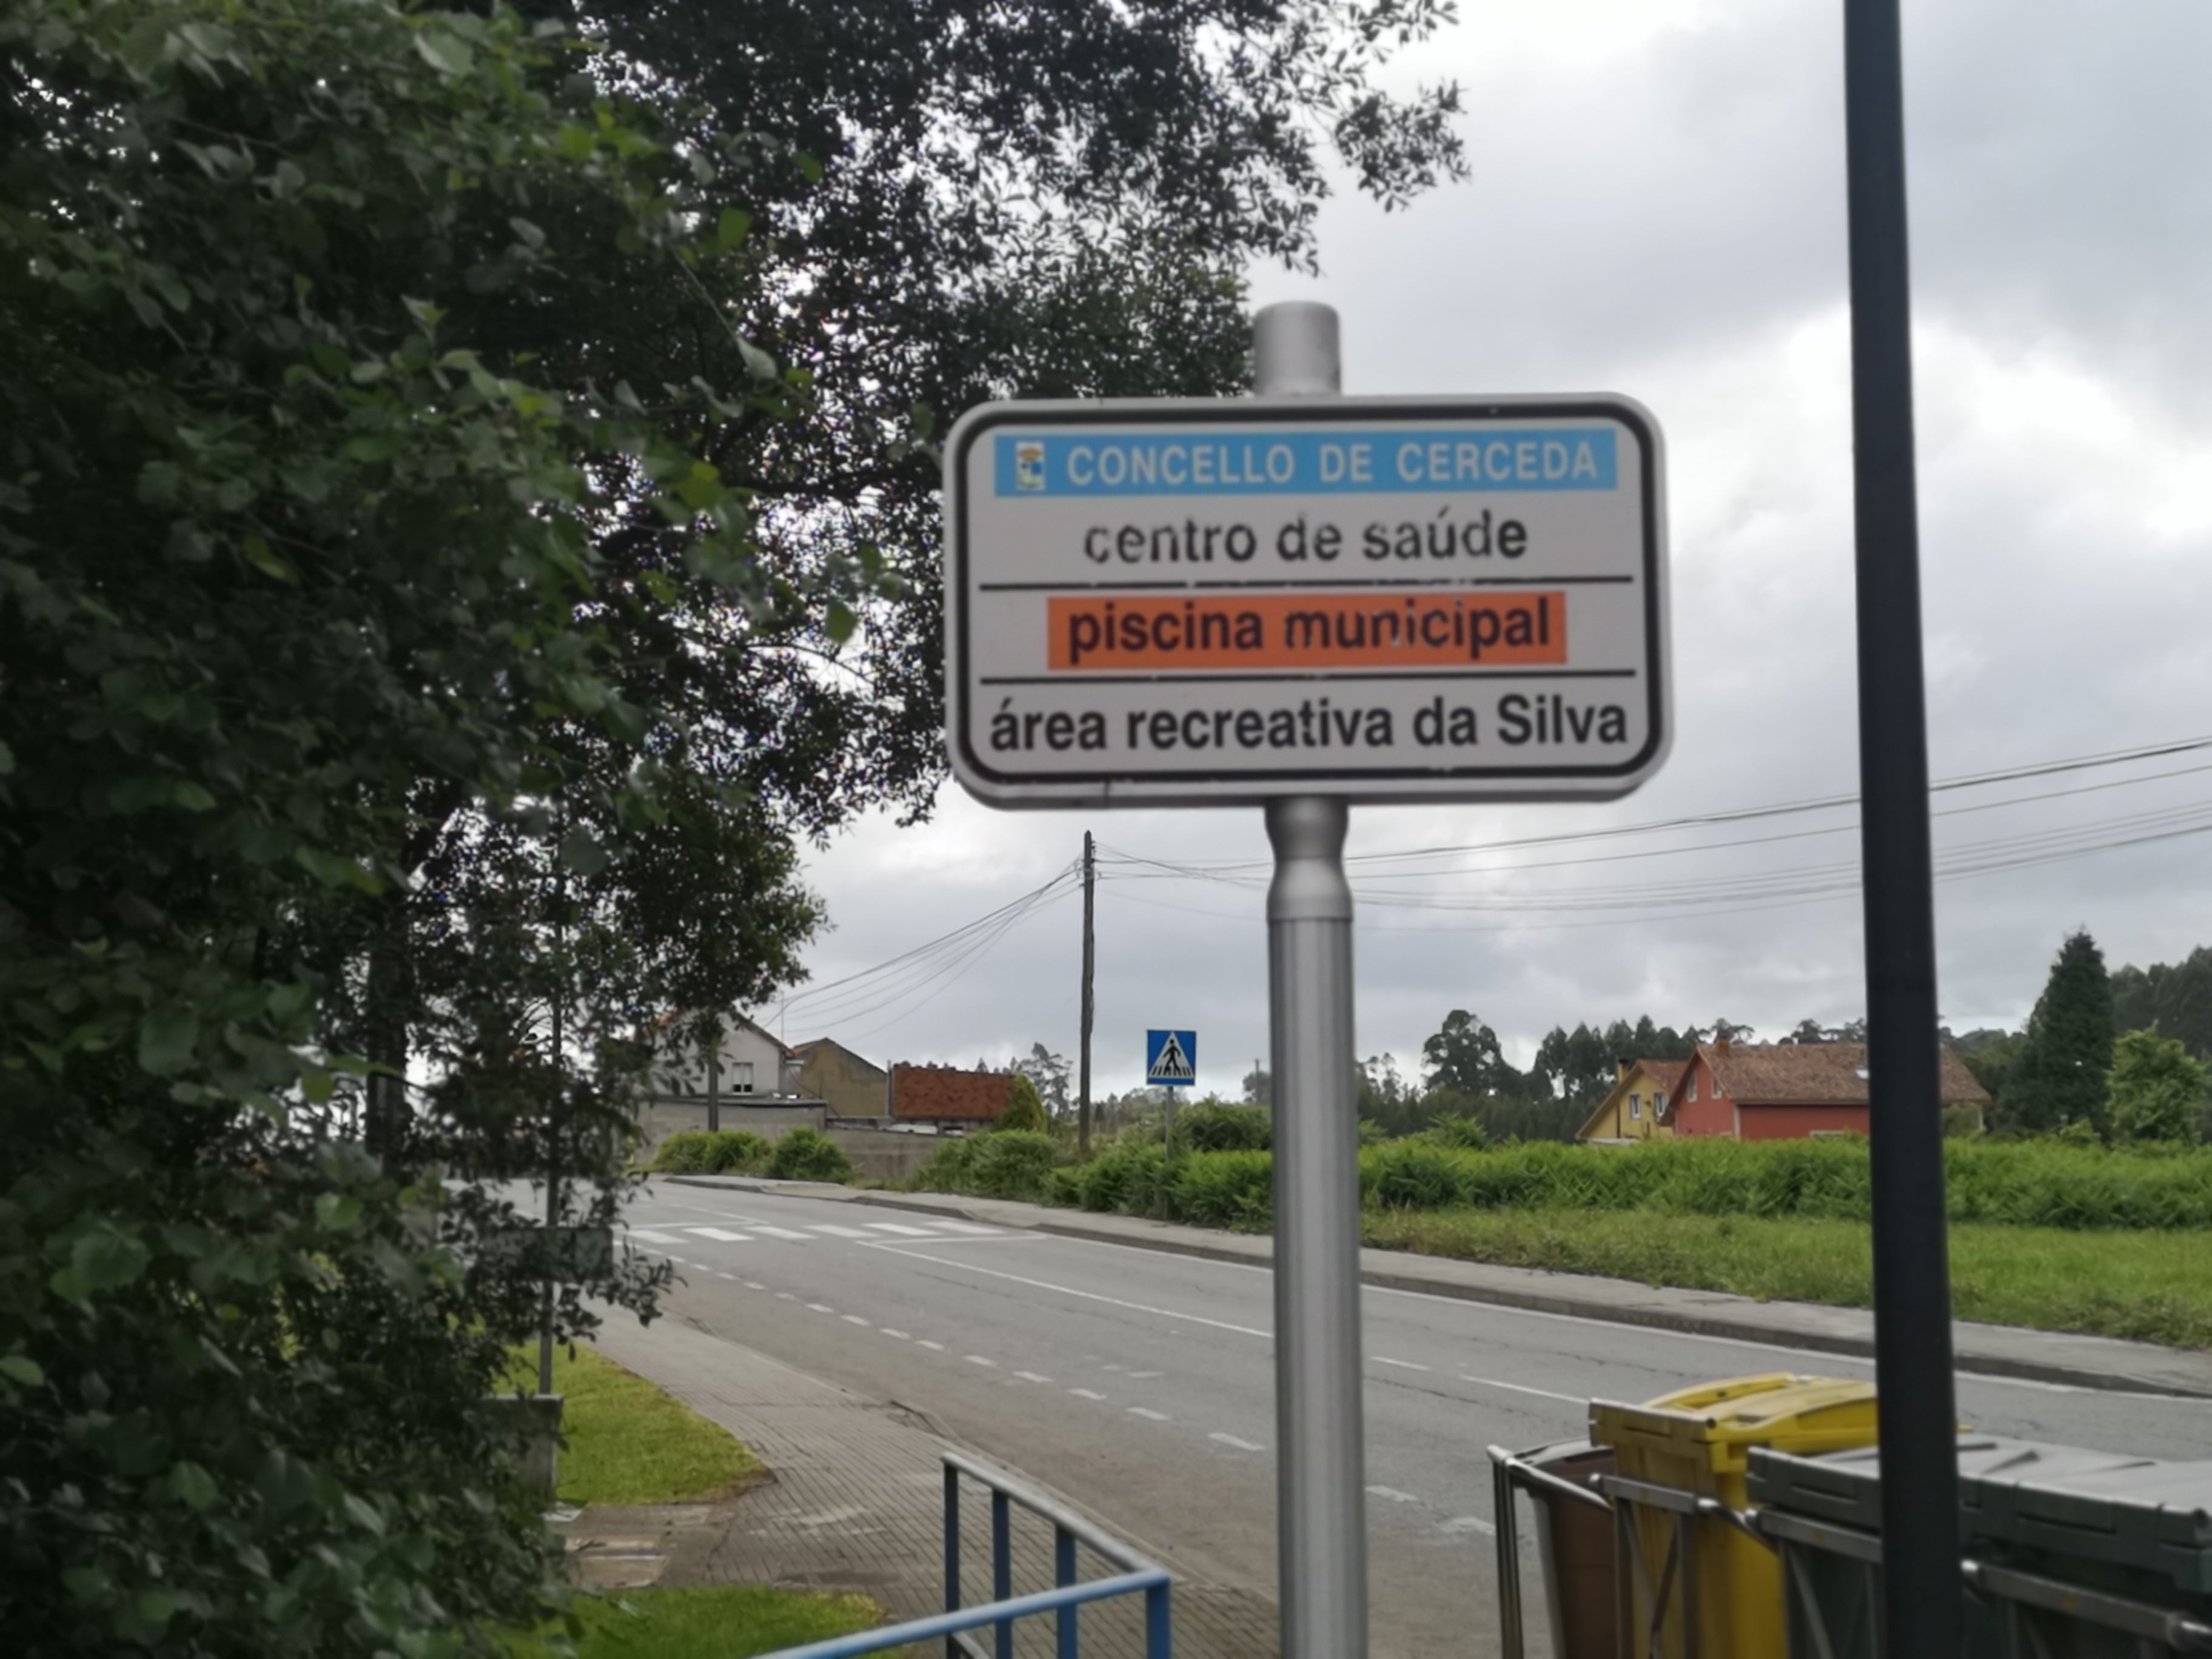 CONCELLO DE CERCEDA
centro de saúde
piscina municipal
área recreativa da Silva